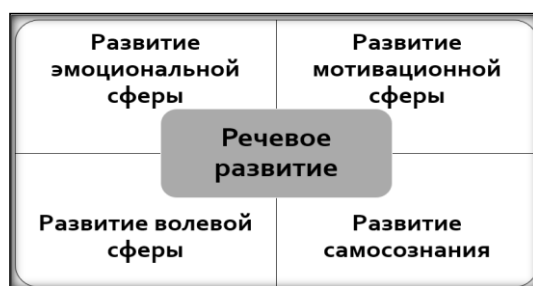 Развитие
эмоциональной
сферы
Развитие
мотивационной
сферы
Речевое
развитие
Развитие волевой
сферы
Развитие
самосознания